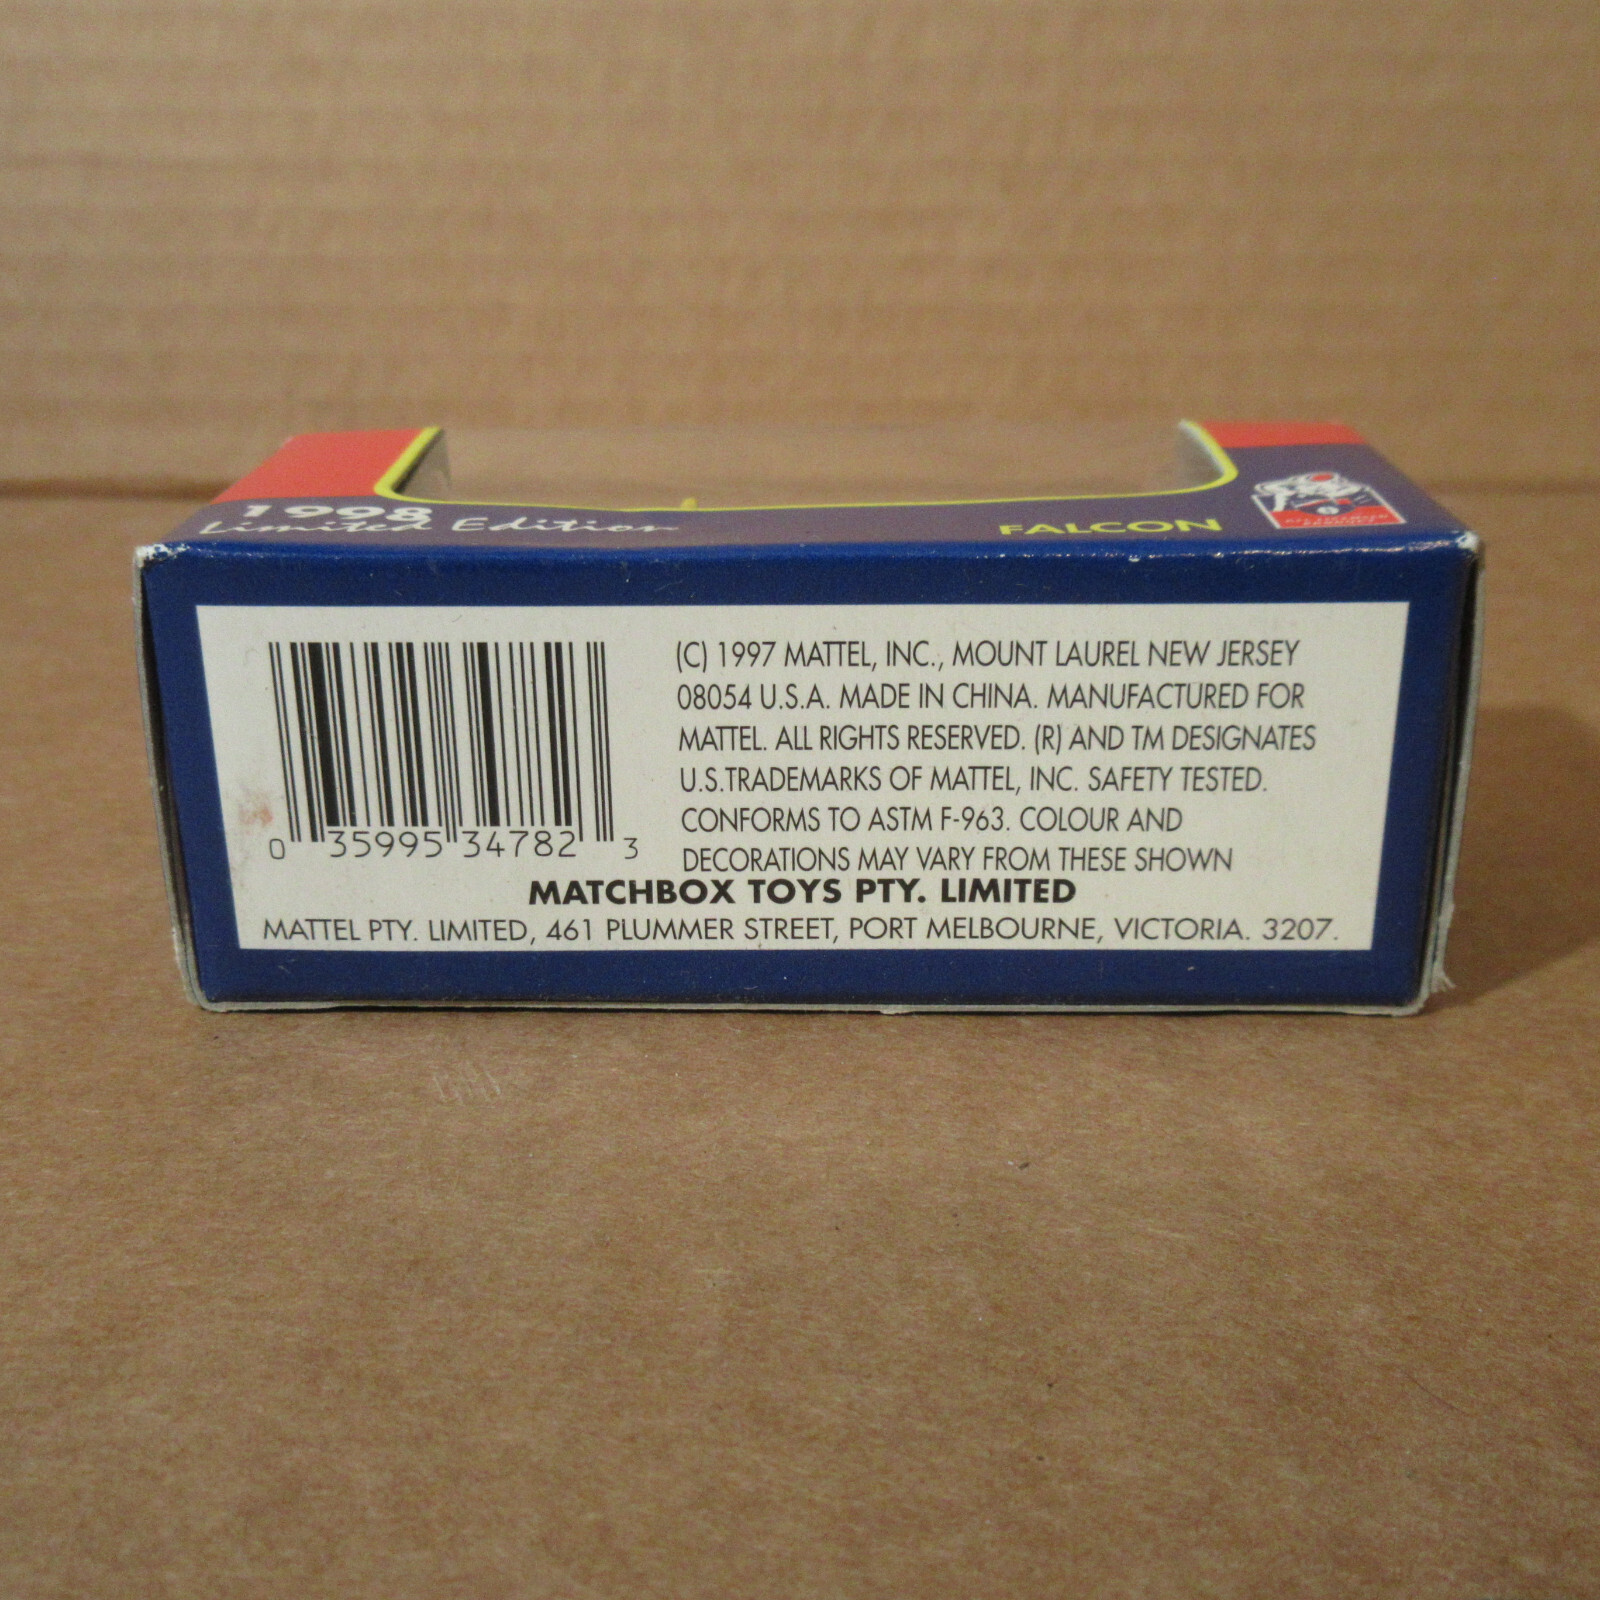 1998
Limited Edition
FALCON
(C) 1997 MATTEL, INC., MOUNT LAUREL NEW JERSEY
08054 U.S.A. MADE IN CHINA. MANUFACTURED FOR
MATTEL. ALL RIGHTS RESERVED. (R) AND TM DESIGNATES
U.S.TRADEMARKS OF MATTEL, INC. SAFETY TESTED.
CONFORMS TO ASTM F-963. COLOUR AND
DECORATIONS MAY VARY FROM THESE SHOWN
0 35995 34782 3
MATCHBOX TOYS PTY. LIMITED
MATTEL PTY. LIMITED, 461 PLUMMER STREET, PORT MELBOURNE, VICTORIA. 3207.